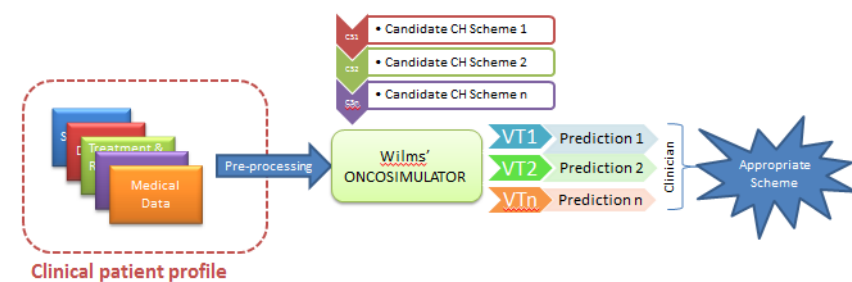 CS1
• Candidate CH Scheme 1
CS2
• Candidate CH Scheme 2
CSn
• Candidate CH Scheme n
S
D
Treatment &
R
Medical
Data
Pre-processing
Wilms'
ONCOSIMULATOR
VT1
Prediction 1
VT2
Prediction 2
VTn
Prediction n
Clinician
Appropriate
Scheme
Clinical patient profile